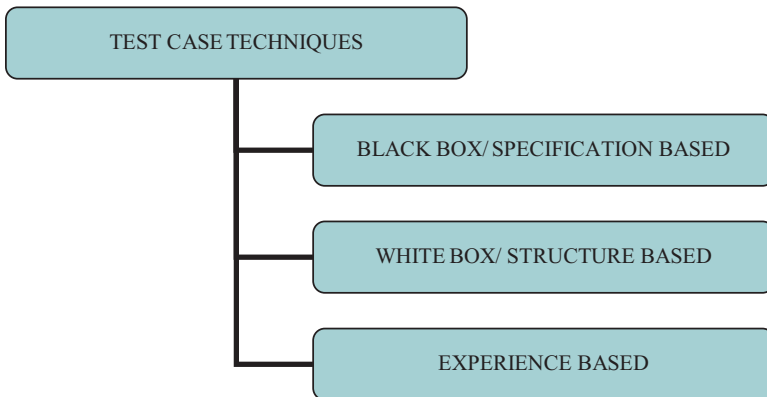 TEST CASE TECHNIQUES
BLACK BOX/ SPECIFICATION BASED
WHITE BOX/ STRUCTURE BASED
EXPERIENCE BASED